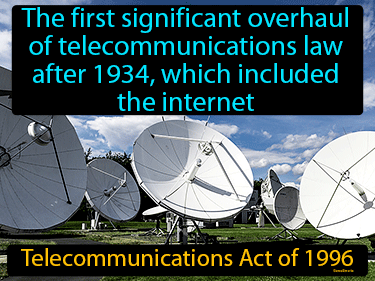 The first significant overhaul
of telecommunications law
after 1934, which included
the internet
Telecommunications Act of 1996